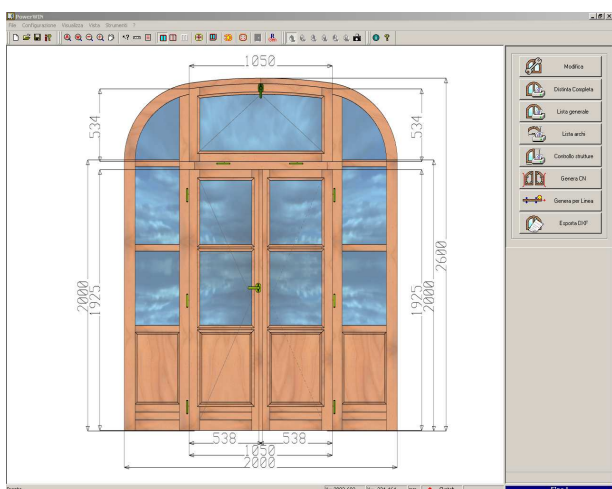 PowerWIN
File Configurazione Visualizza Vista Strumenti ?
Modifica
Distinta Completa
Lista generale
Lista archi
Controllo strutture
Genera CN
Genera per Linea
Esporta DXF
1050
534
534
2600
2000
1925
1925
2000
538
538
1050
2000